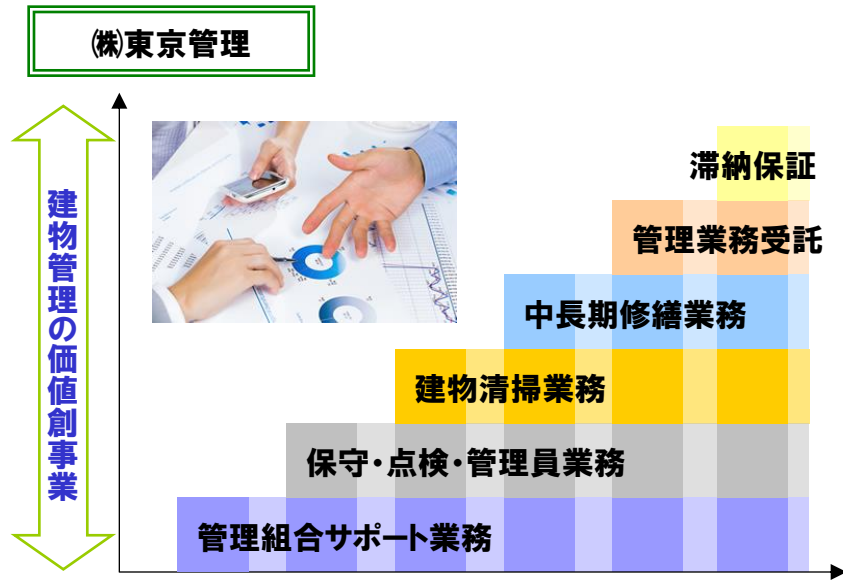 ㈱東京管理
建物管理の価値創事業
滞納保証
管理業務受託
中長期修繕業務
建物清掃業務
保守・点検・管理員業務
管理組合サポート業務